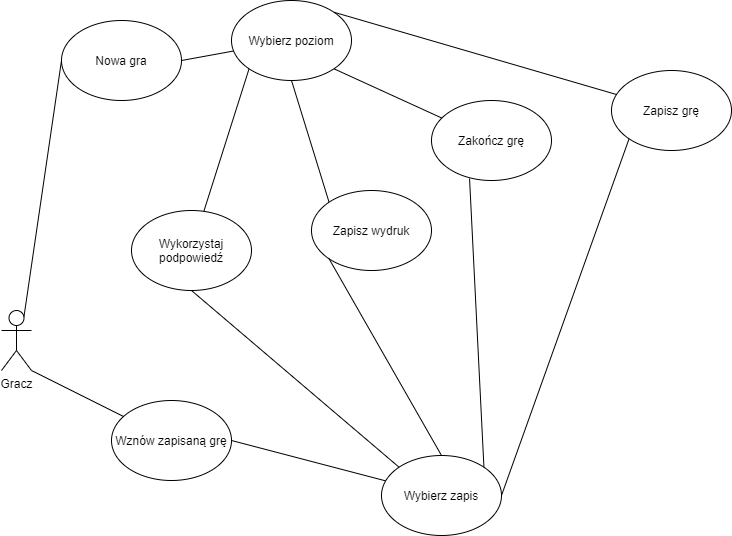 Wybierz poziom
Nowa gra
Zapisz grę
Zakończ grę
Zapisz wydruk
Wykorzystaj
podpowiedź
Gracz
Wznów zapisaną grę
Wybierz zapis